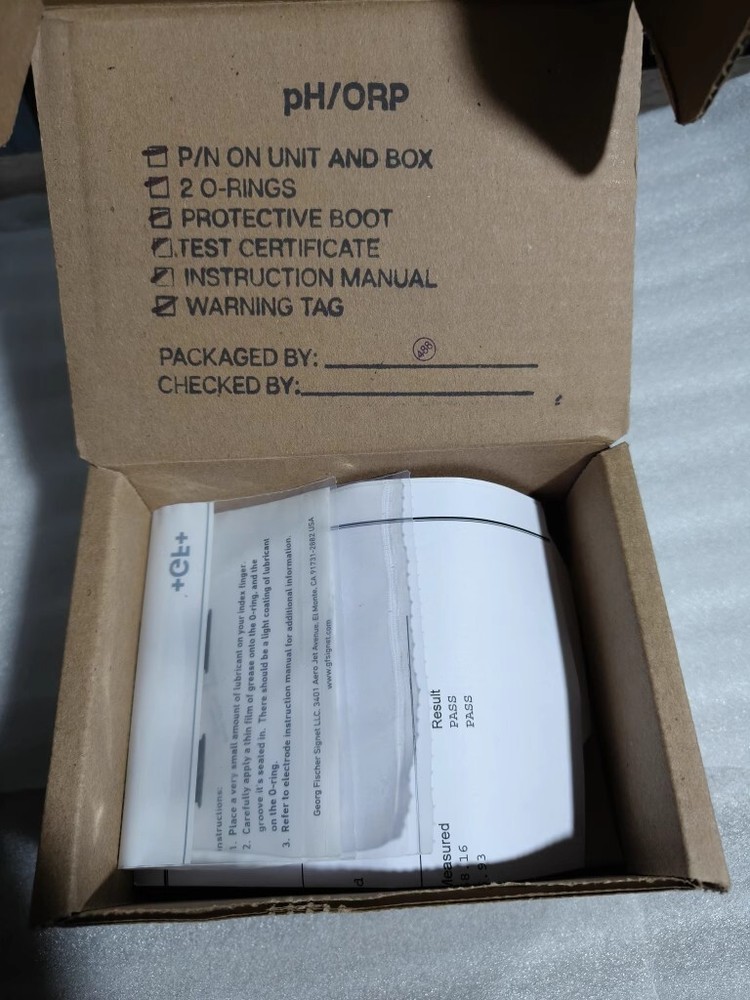 pH/ORP
P/N ON UNIT AND BOX
2 O-RINGS
PROTECTIVE BOOT
TEST CERTIFICATE
INSTRUCTION MANUAL
WARNING TAG
PACKAGED BY:
488
CHECKED BY:
+GF+
Instructions:
1. Place a very small amount of lubricant on your index finger.
2. Carefully apply a thin film of grease onto the O-ring, and the
groove it's sealed in. There should be a light coating of lubricant
on the O-ring.
3. Refer to electrode instruction manual for additional information.
Georg Fischer Signet LLC, 3401 Aero Jet Avenue, El Monte, CA 91731-2882 USA
www.gfsignet.com
Measured Result
8.16 PASS
.93 PASS